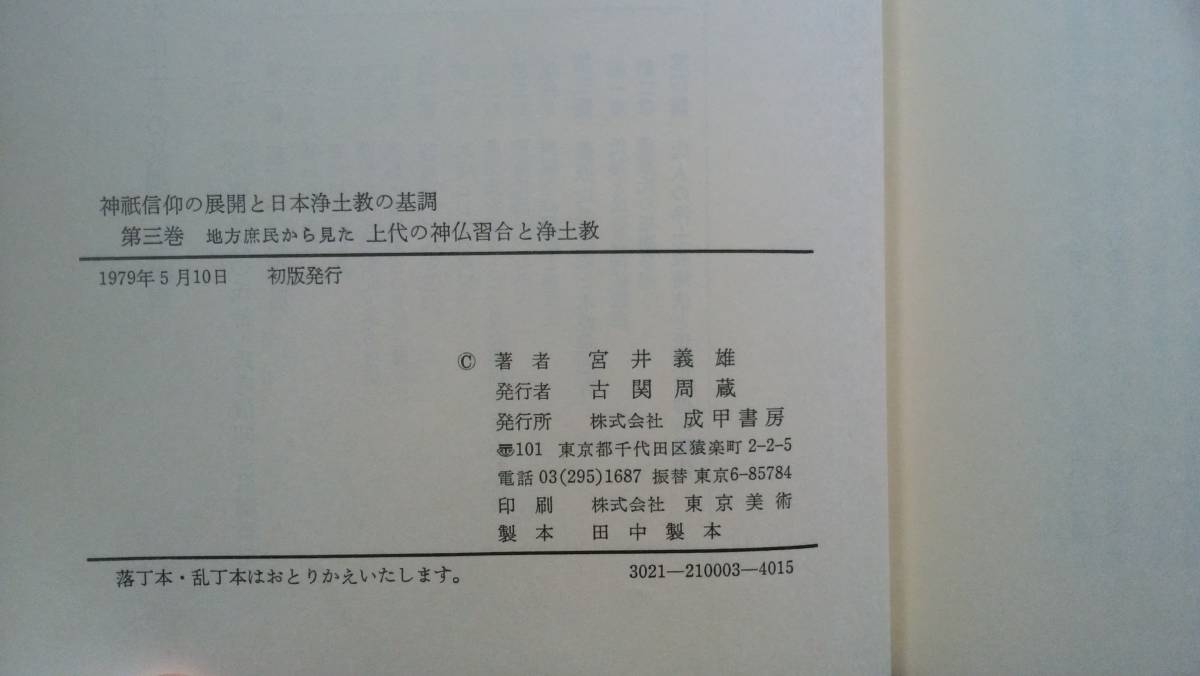 神祇信仰の展開と日本浄土教の基調
第三巻 地方庶民から見た 上代の神仏習合と浄土教
1979年5月10日 初版発行
© 著者 宮井義雄
発行者 古関周蔵
発行所 株式会社 成甲書房
〠101 東京都千代田区猿楽町2-2-5
電話 03(295)1687 振替 東京6-85784
印刷 株式会社 東京美術
製本 田中製本
落丁本・乱丁本はおとりかえいたします。 3021―210003―4015